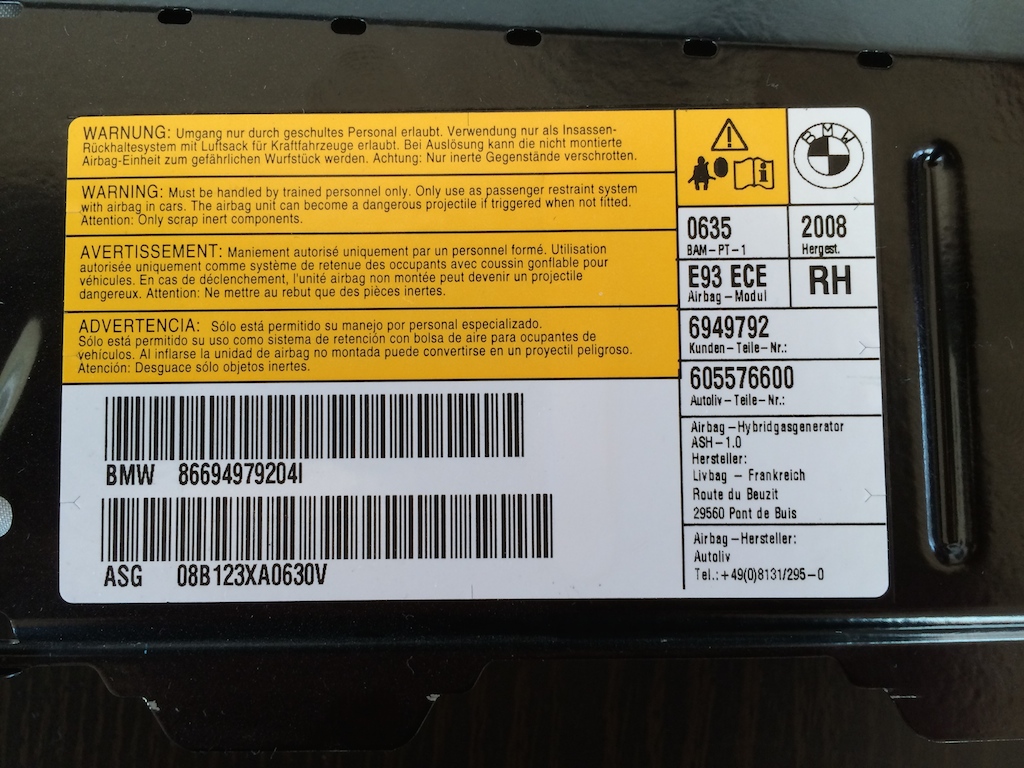 WARNUNG: Umgang nur durch geschultes Personal erlaubt. Verwendung nur als Insassen-
Rückhaltesystem mit Luftsack für Kraftfahrzeuge erlaubt. Bei Auslösung kann die nicht montierte
Airbag-Einheit zum gefährlichen Wurfstück werden. Achtung: Nur inerte Gegenstände verschrotten.
WARNING: Must be handled by trained personnel only. Only use as passenger restraint system
with airbag in cars. The airbag unit can become a dangerous projectile if triggered when not fitted.
Attention: Only scrap inert components.
AVERTISSEMENT: Maniement autorisé uniquement par un personnel formé. Utilisation
autorisée uniquement comme système de retenue des occupants avec coussin gonflable pour
véhicules. En cas de déclenchement, l'unité airbag non montée peut devenir un projectile
dangereux. Attention: Ne mettre au rebut que des pièces inertes.
ADVERTENCIA: Sólo está permitido su manejo por personal especializado.
Sólo está permitido su uso como sistema de retención con bolsa de aire para ocupantes de
vehículos. Al inflarse la unidad de airbag no montada puede convertirse en un proyectil peligroso.
Atención: Desguace sólo objetos inertes.
BMW 86694979204I
ASG 08B123XA0630V
BMW
0635
BAM-PT-1
2008
Hergest.
E93 ECE
Airbag-Modul
RH
6949792
Kunden-Teile-Nr.:
605576600
Autoliv-Teile-Nr.:
Airbag-Hybridgasgenerator
ASH-1.0
Hersteller:
Livbag - Frankreich
Route du Beuzit
29560 Pont de Buis
Airbag-Hersteller:
Autoliv
Tel.:+49(0)8131/295-0